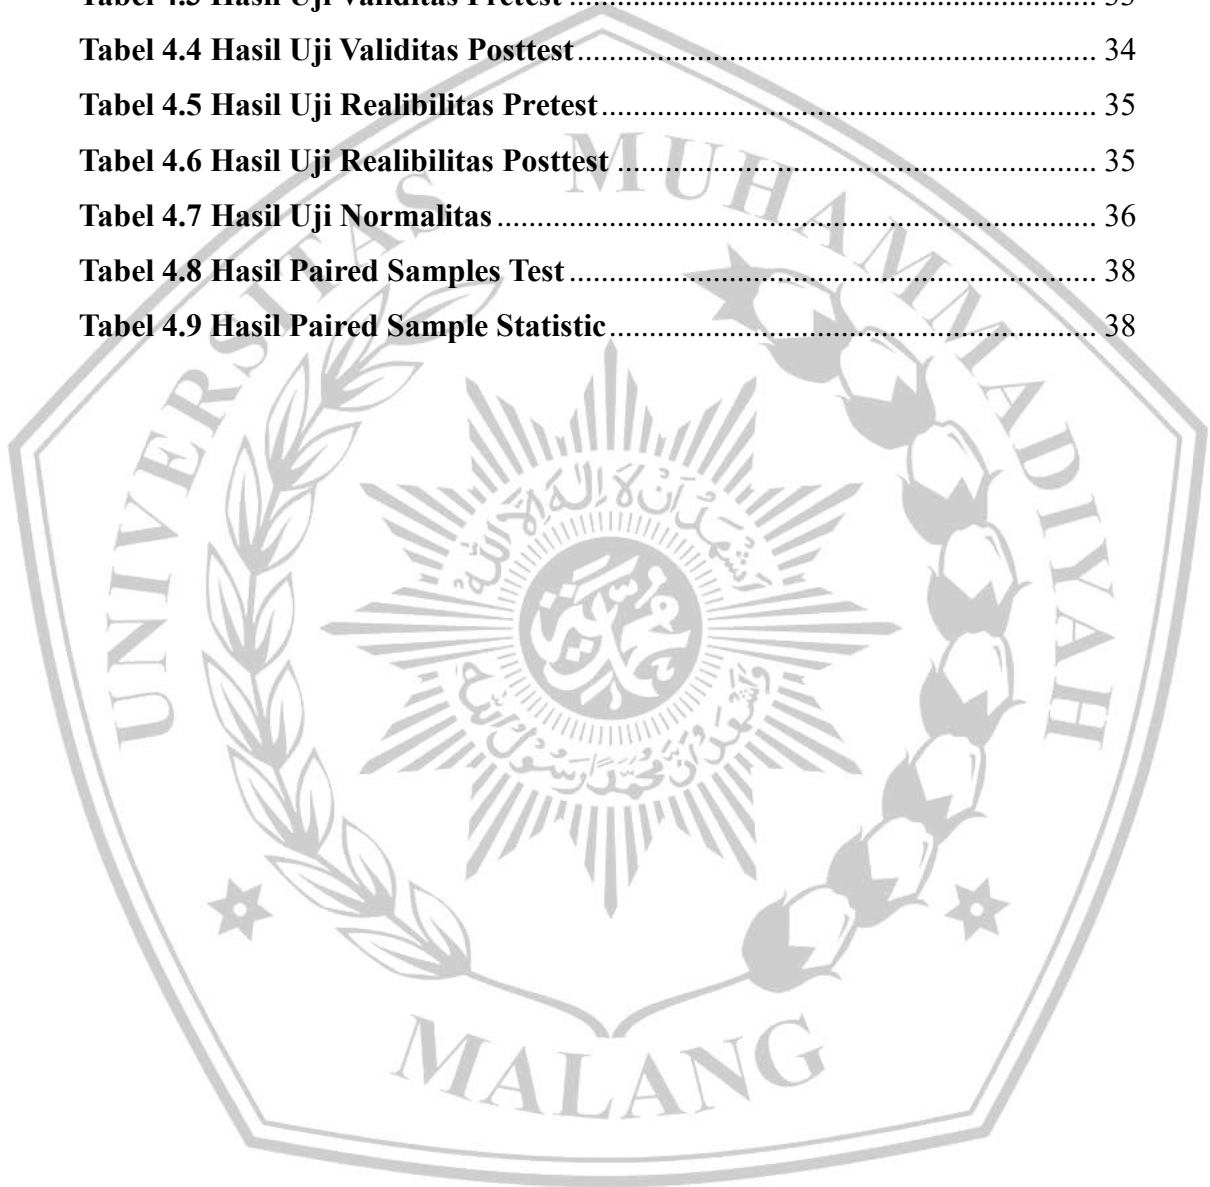 Tabel 4.4 Hasil Uji Validitas Posttest 34
Tabel 4.5 Hasil Uji Realibilitas Pretest 35
Tabel 4.6 Hasil Uji Realibilitas Posttest 35
Tabel 4.7 Hasil Uji Normalitas 36
Tabel 4.8 Hasil Paired Samples Test 38
Tabel 4.9 Hasil Paired Sample Statistic 38
UNIVERSITAS MUHAMMADIYAH
MALANG